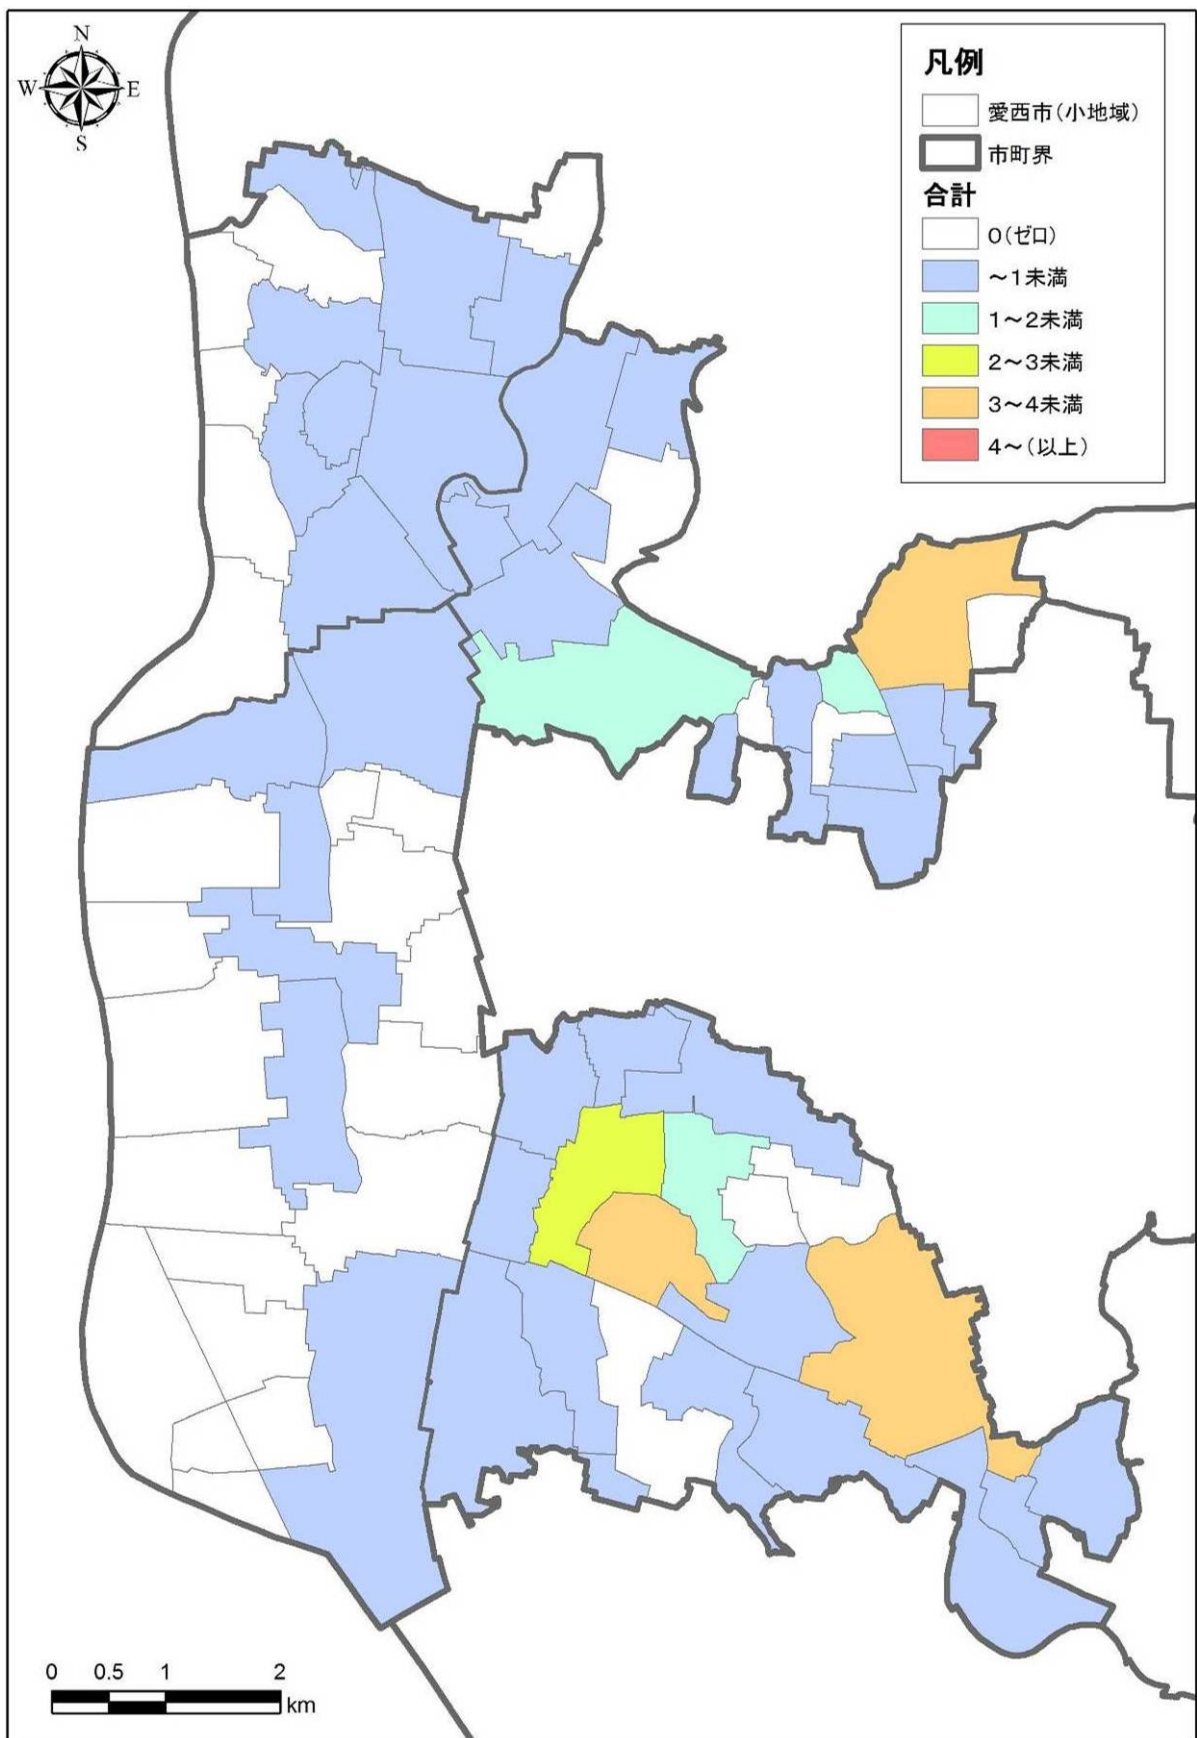 N
W E
S
凡例
愛西市(小地域)
市町界
合計
0(ゼロ)
～1未満
1～2未満
2～3未満
3～4未満
4～(以上)
0 0.5 1 2
km